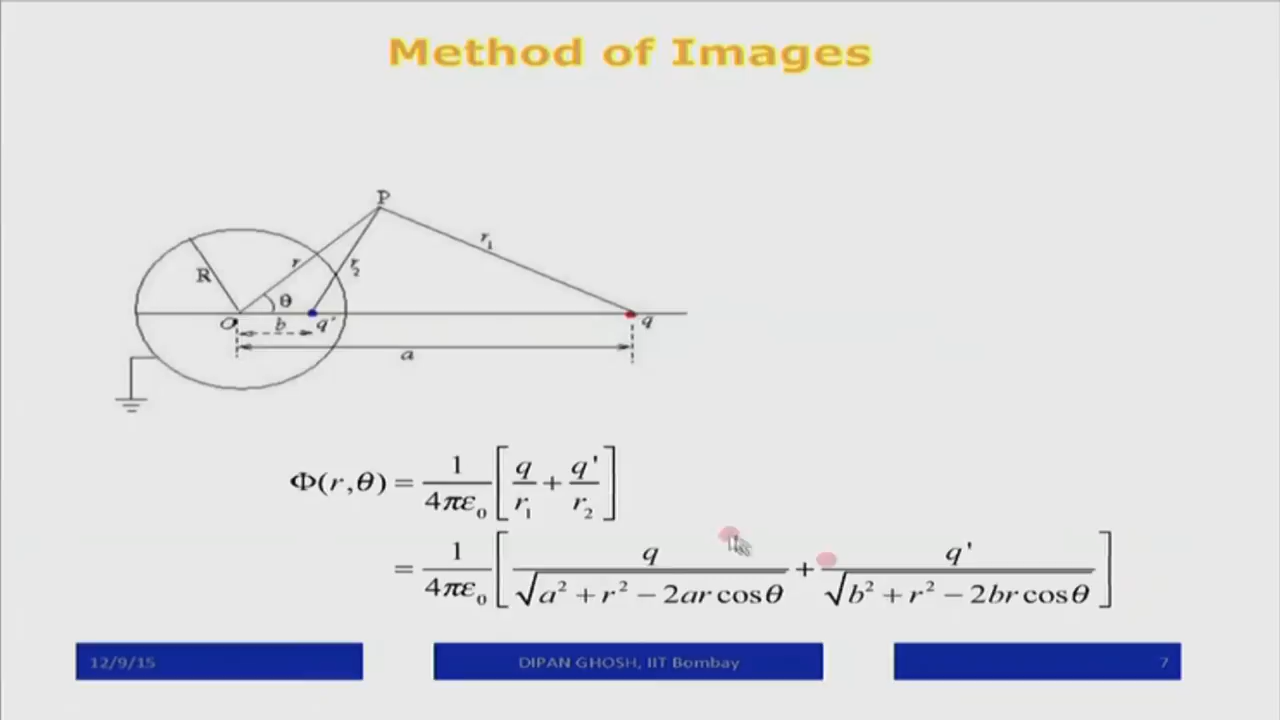 Method of Images
P
r₁
R
r
r₂
θ
O
b
q'
q
a
Φ(r,θ) = 1/4πε₀ [q/r₁ + q'/r₂]
= 1/4πε₀ [q/√a² + r² − 2ar cosθ + q'/√b² + r² − 2br cosθ]
12/9/15
DIPAN GHOSH, IIT Bombay
7